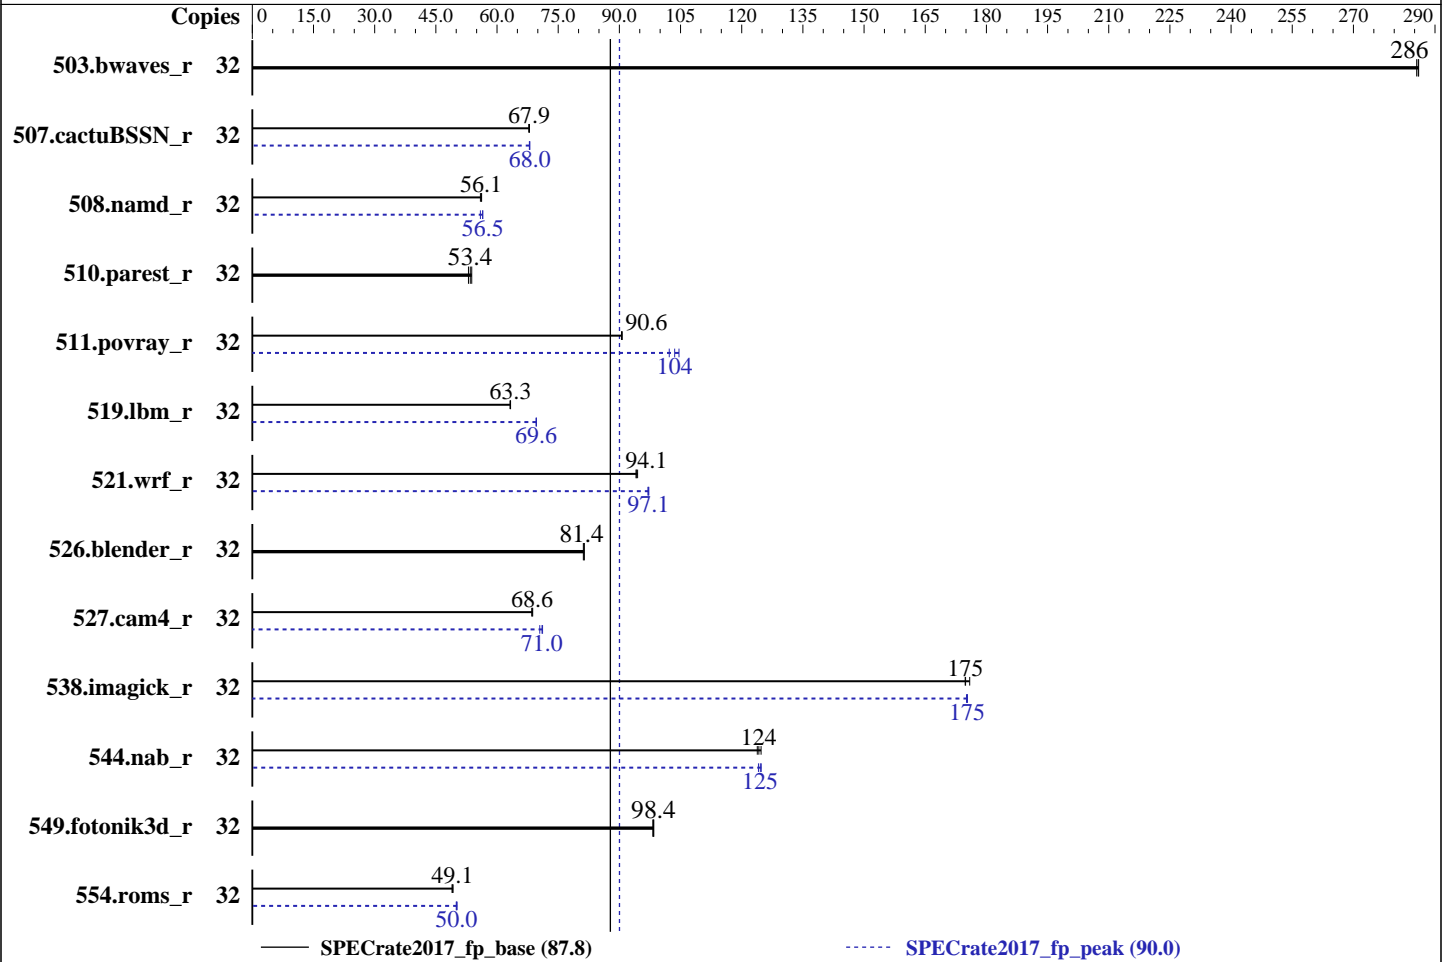 Copies 0 15.0 30.0 45.0 60.0 75.0 90.0 105 120 135 150 165 180 195 210 225 240 255 270 290
286
503.bwaves_r 32
67.9
507.cactuBSSN_r 32
68.0
56.1
508.namd_r 32
56.5
53.4
510.parest_r 32
90.6
511.povray_r 32
104
63.3
519.lbm_r 32
69.6
94.1
521.wrf_r 32
97.1
81.4
526.blender_r 32
68.6
527.cam4_r 32
71.0
175
538.imagick_r 32
175
124
544.nab_r 32
125
98.4
549.fotonik3d_r 32
49.1
554.roms_r 32
50.0
SPECrate2017_fp_base (87.8) SPECrate2017_fp_peak (90.0)